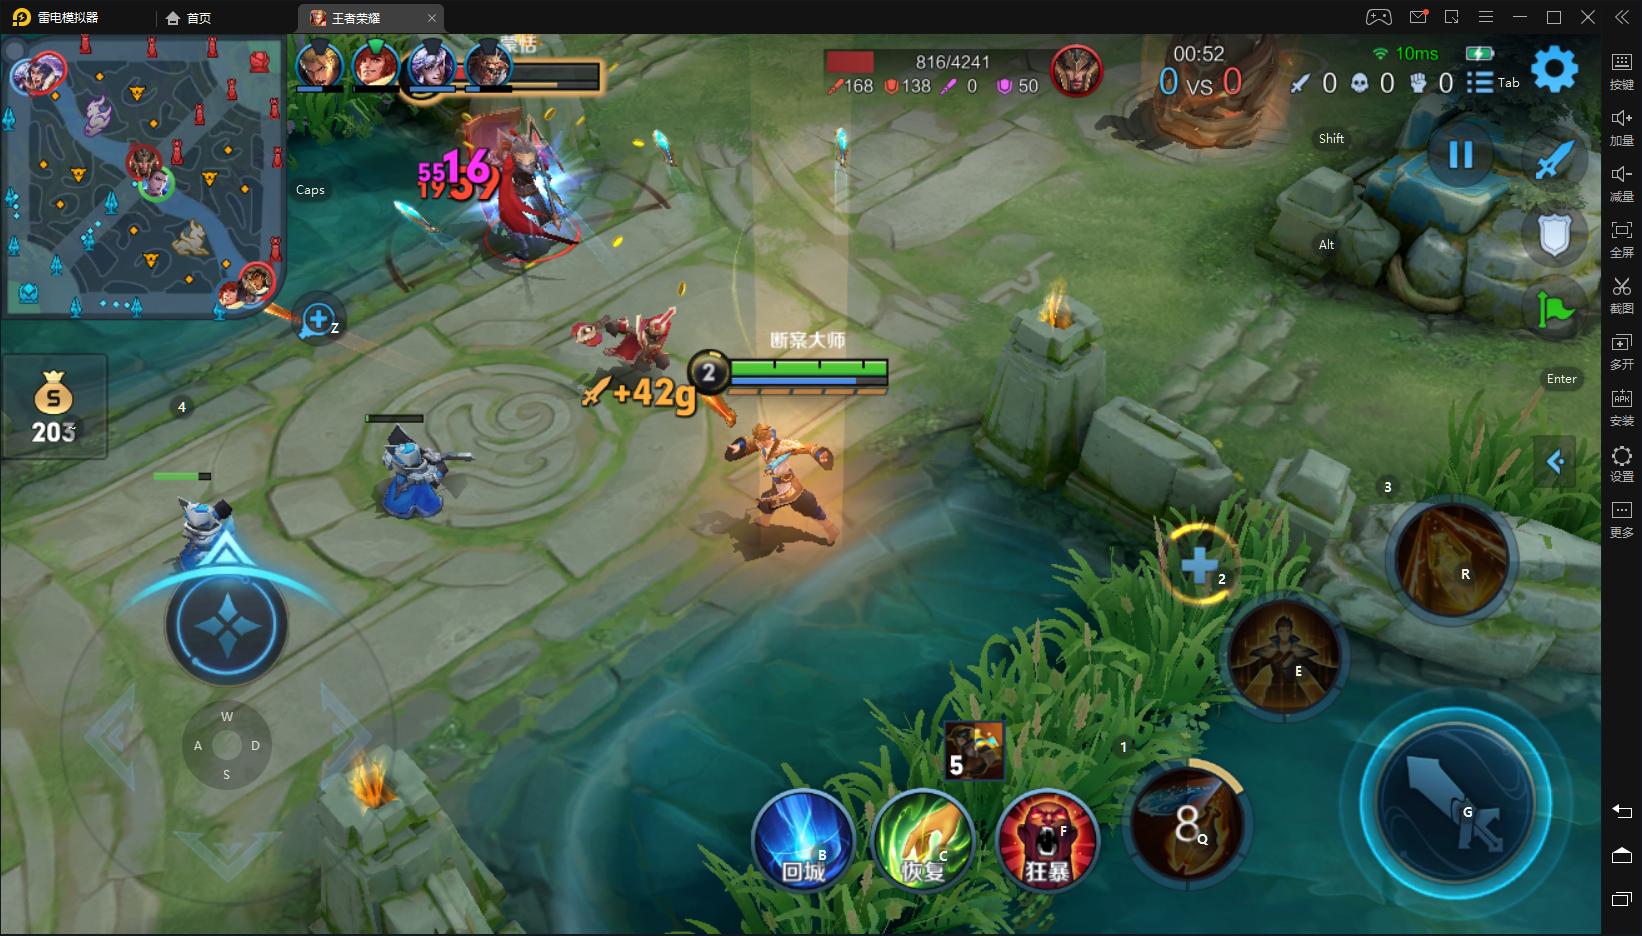 雷电模拟器
首页
王者荣耀
蒙恬
816/4241
168 138 0 50
00:52
0 VS 0
10ms
0 0 0
Tab
Shift
Caps
Alt
Z
Enter
5516
断案大师
2
+42g
203
4
3
R
2
E
W
A D
S
1
5
8
Q
G
B
回城
C
恢复
F
狂暴
按键
加量
减量
全屏
截图
多开
安装
设置
更多
APK